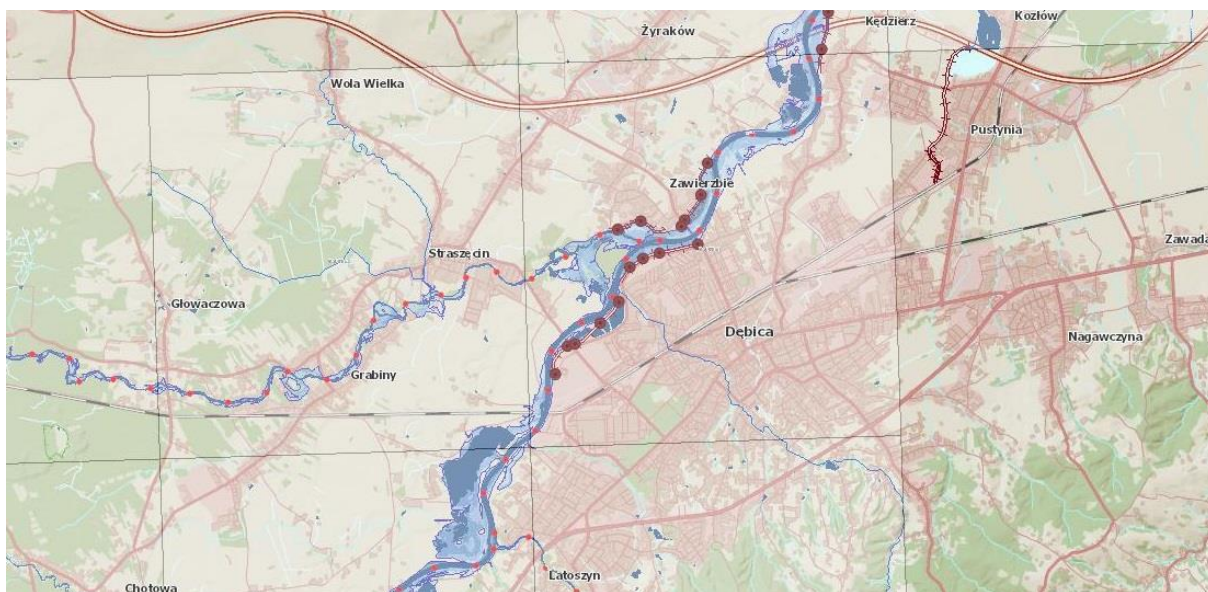 Kędzierz
Kozłów
Żyraków
Wola Wielka
Pustynia
Zawierzbie
Straszęcin
Zawada
Głowaczowa
Dębica
Nagawczyna
Grabiny
Latoszyn
Chotowa